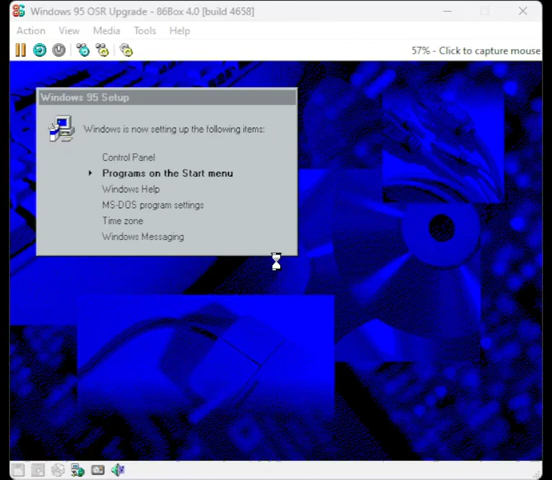 Windows 95 OSR Upgrade - 86Box 4.0 [build 4658]
Action View Media Tools Help
57% - Click to capture mouse
Windows 95 Setup
Windows is now setting up the following items:
Control Panel
Programs on the Start menu
Windows Help
MS-DOS program settings
Time zone
Windows Messaging